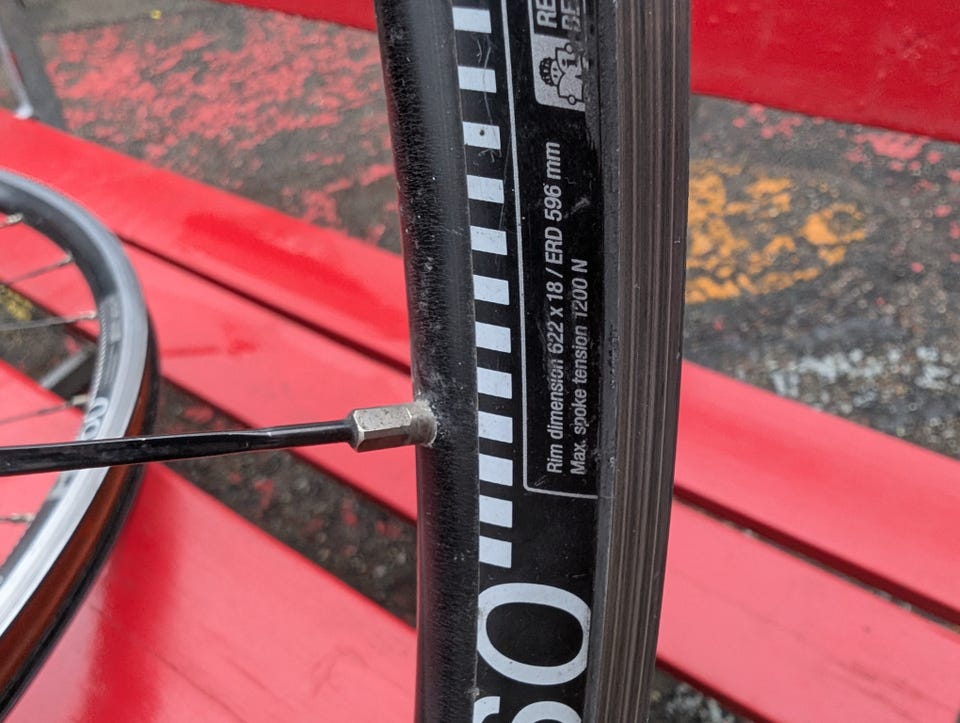 Rim dimension 622 x 18 / ERD 596 mm
Max. spoke tension 1200 N